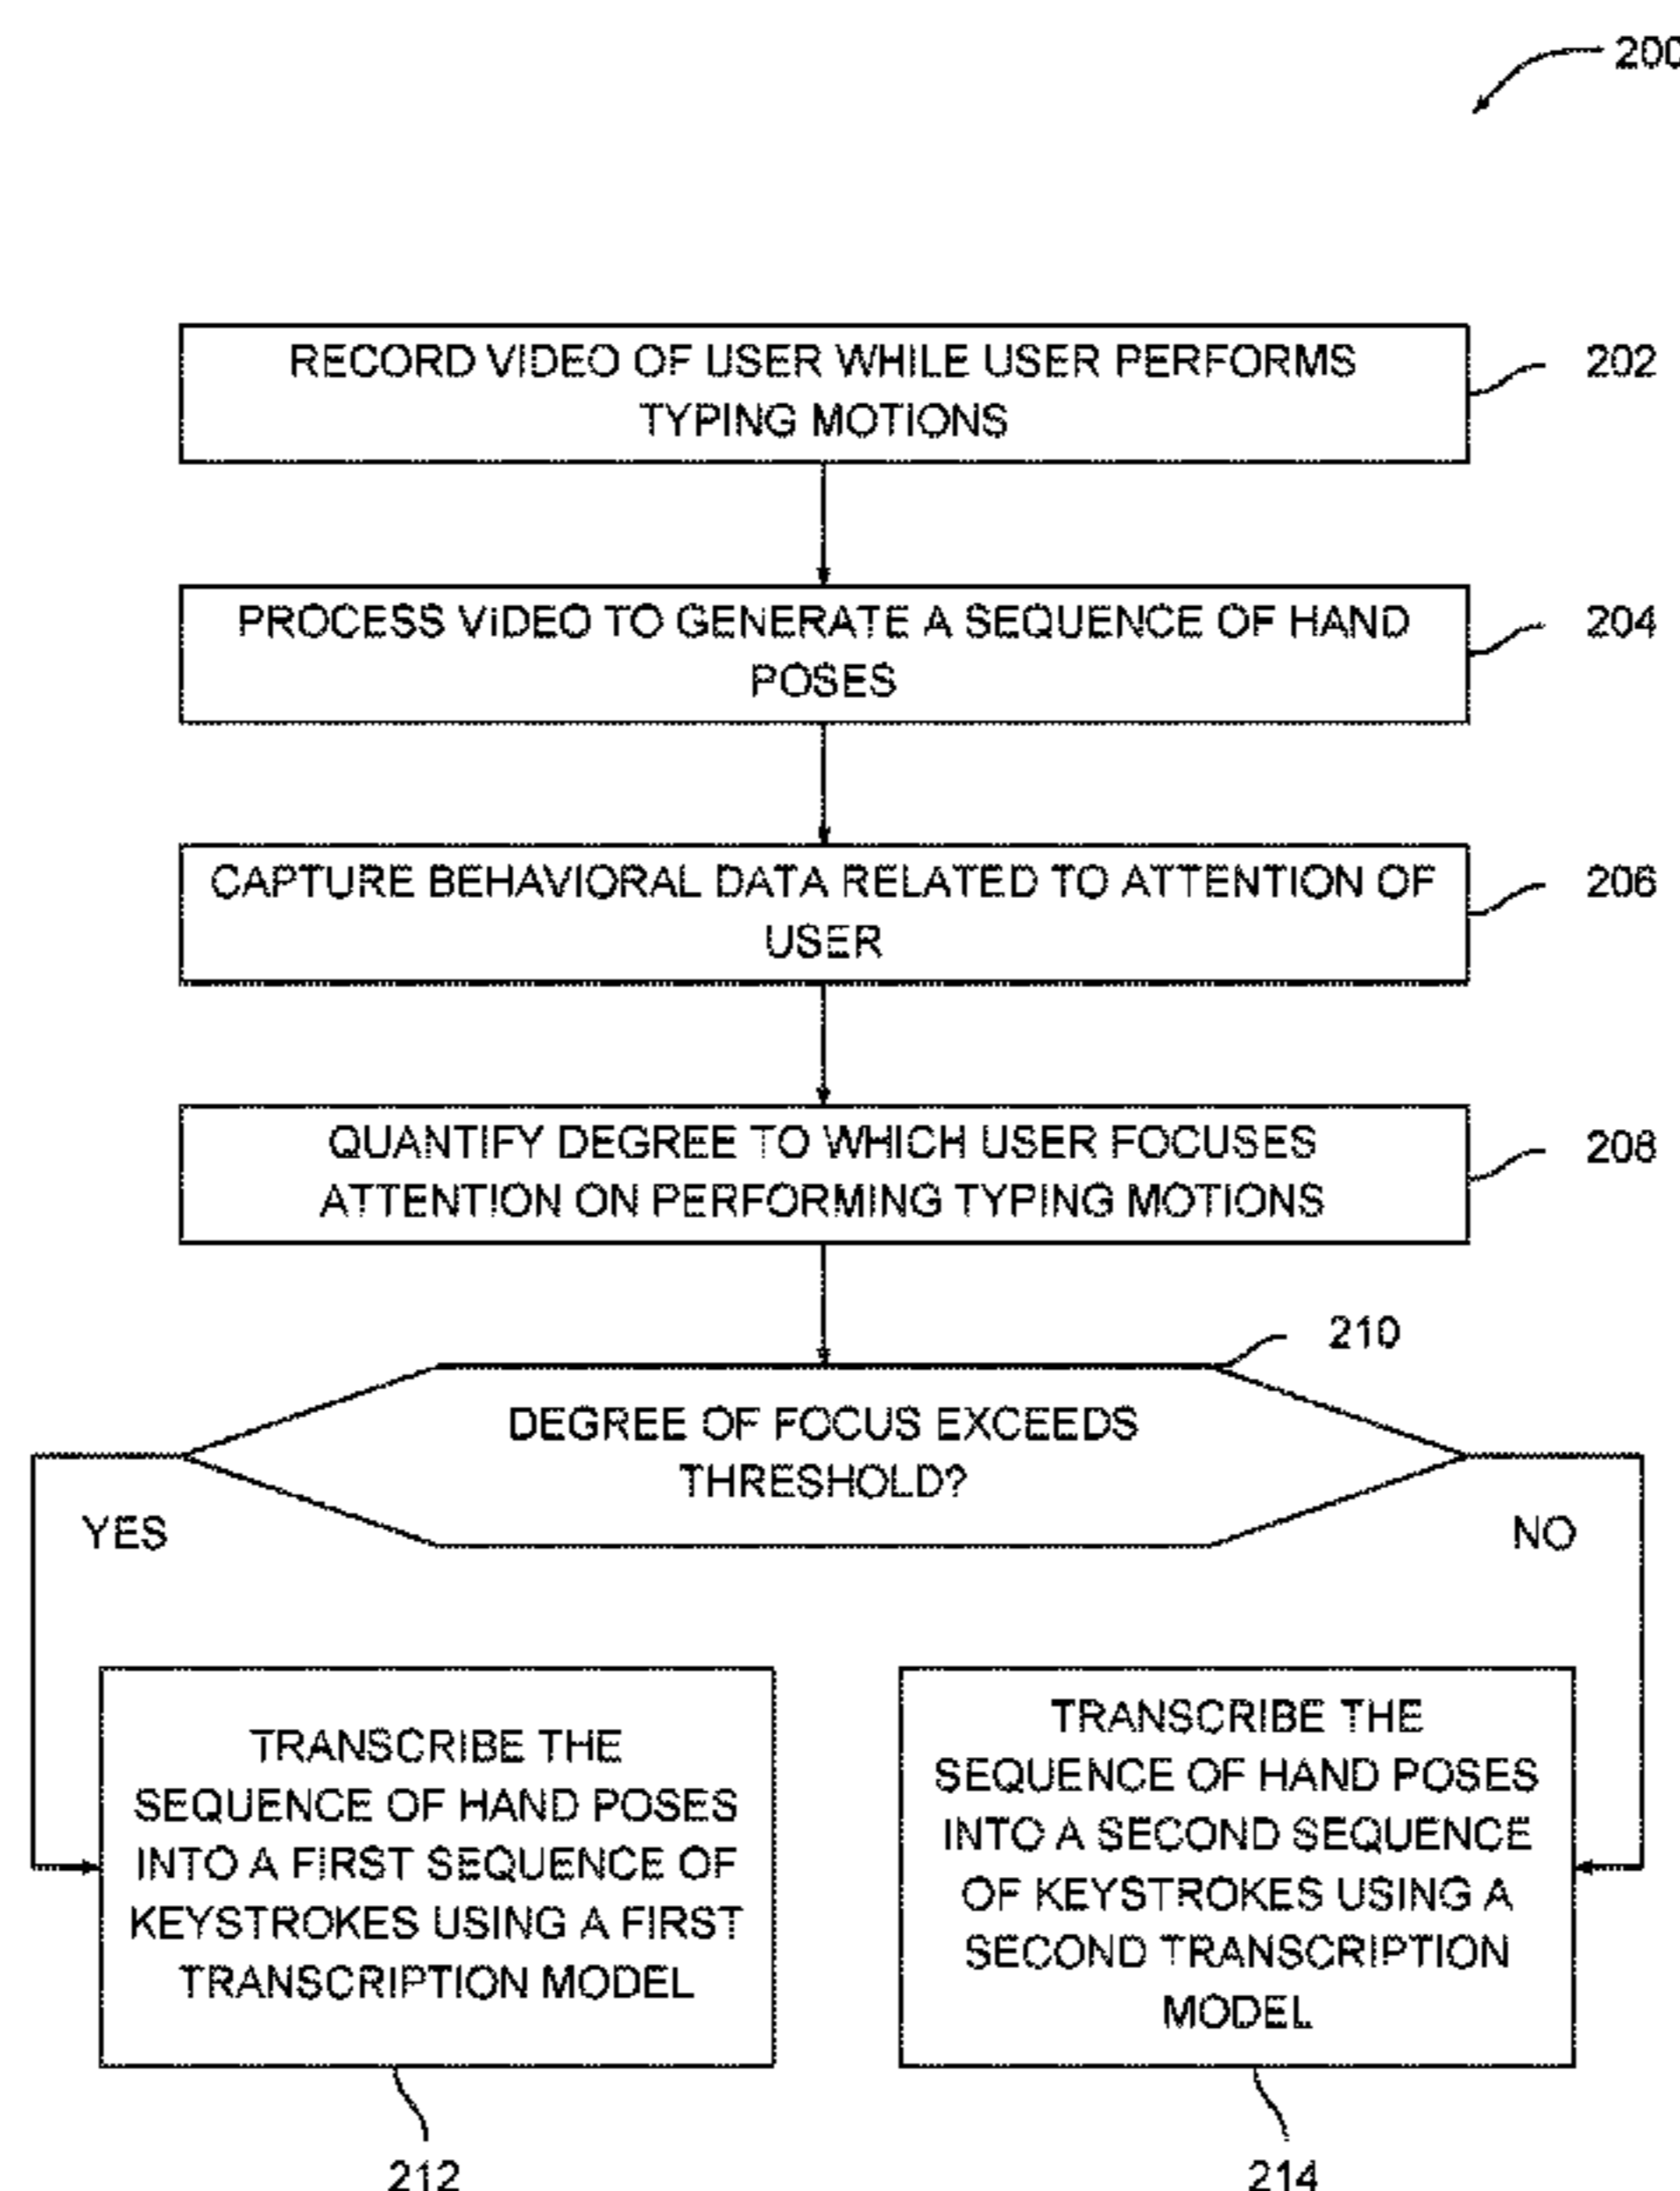 200
RECORD VIDEO OF USER WHILE USER PERFORMS
TYPING MOTIONS
202
PROCESS VIDEO TO GENERATE A SEQUENCE OF HAND
POSES
204
CAPTURE BEHAVIORAL DATA RELATED TO ATTENTION OF
USER
206
QUANTIFY DEGREE TO WHICH USER FOCUSES
ATTENTION ON PERFORMING TYPING MOTIONS
208
210
DEGREE OF FOCUS EXCEEDS
THRESHOLD?
YES
NO
TRANSCRIBE THE
SEQUENCE OF HAND POSES
INTO A FIRST SEQUENCE OF
KEYSTROKES USING A FIRST
TRANSCRIPTION MODEL
TRANSCRIBE THE
SEQUENCE OF HAND POSES
INTO A SECOND SEQUENCE
OF KEYSTROKES USING A
SECOND TRANSCRIPTION
MODEL
212
214